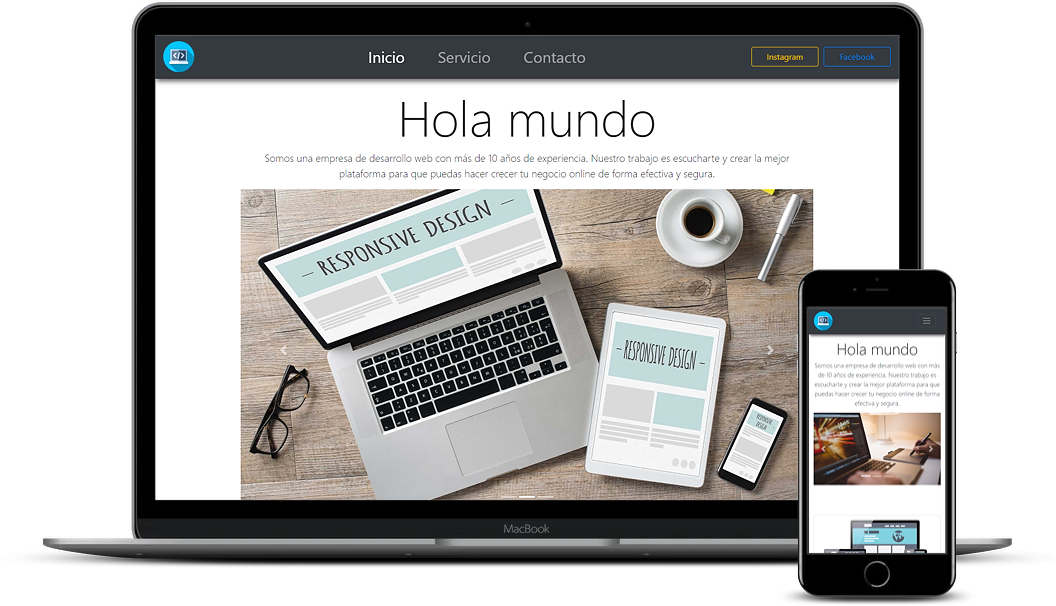 Inicio Servicio Contacto Instagram Facebook
Hola mundo
Somos una empresa de desarrollo web con más de 10 años de experiencia. Nuestro trabajo es escucharte y crear la mejor
plataforma para que puedas hacer crecer tu negocio online de forma efectiva y segura.
— RESPONSIVE DESIGN —
— RESPONSIVE DESIGN —
RESPONSIVE
DESIGN
MacBook
Hola mundo
Somos una empresa de desarrollo web con más
de 10 años de experiencia. Nuestro trabajo es
escucharte y crear la mejor plataforma para que
puedas hacer crecer tu negocio online de forma
efectiva y segura.